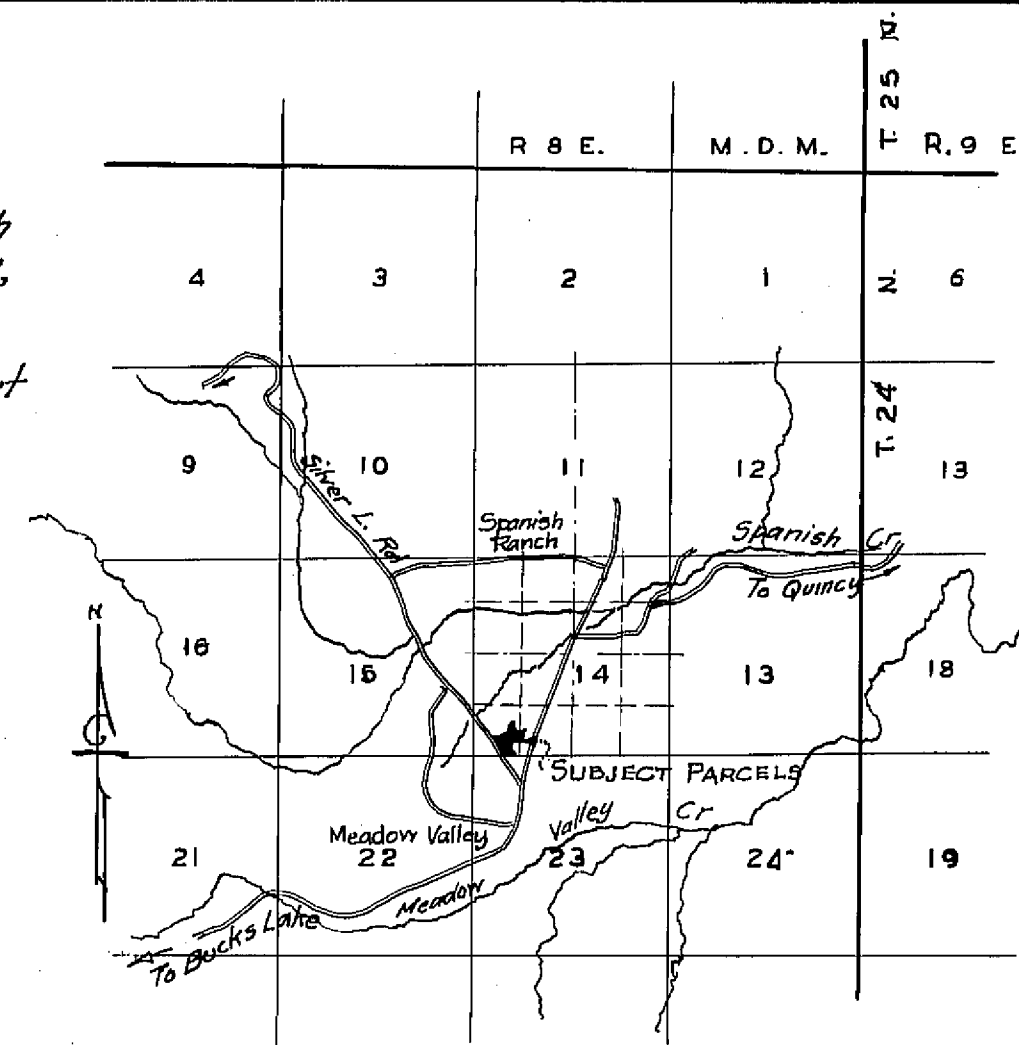 T. 25 N.
R 8 E. M. D. M. R. 9 E
4 3 2 1 N. 6
T. 24
9 10 11 12 13
Silver L. Rd
Spanish Ranch
Spanish Cr.
To Quincy
N
16 15 14 13 18
SUBJECT PARCELS
Meadow Valley
Meadow Valley Cr
21 22 23 24 19
To Bucks Lake